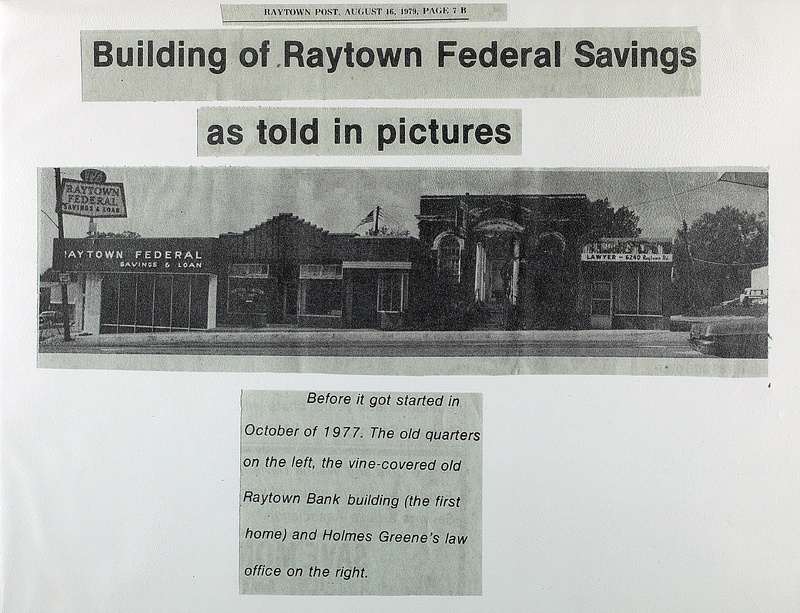 RAYTOWN POST, AUGUST 16, 1979, PAGE 7 B
Building of Raytown Federal Savings
as told in pictures
RAYTOWN
FEDERAL
SAVINGS & LOAN
RAYTOWN FEDERAL
SAVINGS & LOAN
LAWYER – 6240 Raytown Rd.
Before it got started in
October of 1977. The old quarters
on the left, the vine-covered old
Raytown Bank building (the first
home) and Holmes Greene's law
office on the right.